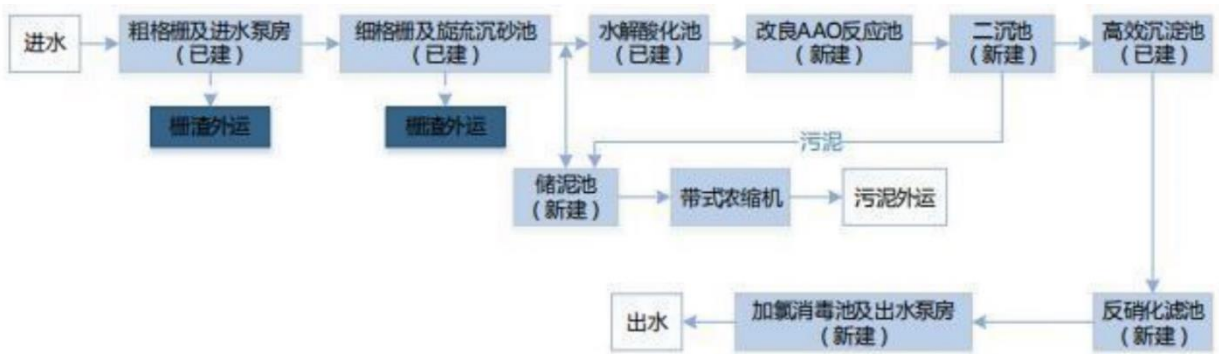 进水
粗格栅及进水泵房
（已建）
细格栅及旋流沉砂池
（已建）
水解酸化池
（已建）
改良AAO反应池
（新建）
二沉池
（新建）
高效沉淀池
（已建）
栅渣外运
栅渣外运
污泥
储泥池
（新建）
带式浓缩机
污泥外运
出水
加氯消毒池及出水泵房
（新建）
反硝化滤池
（新建）